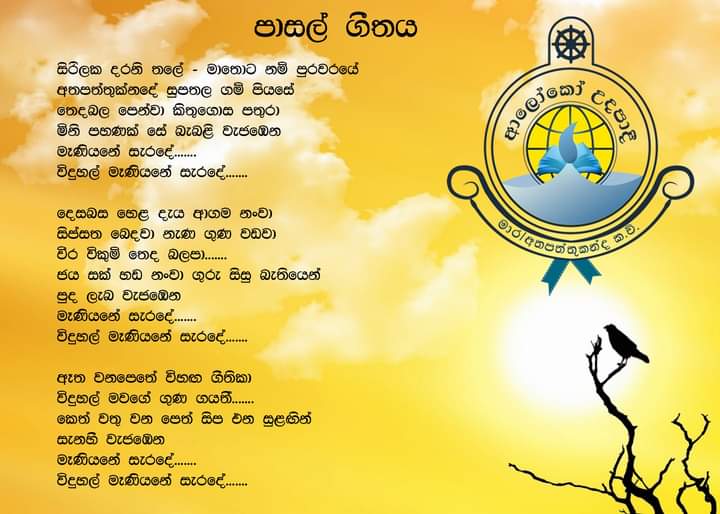 පාසල් ගීතය
සිරිලක දරනි තලේ - මාතොට නම් පුරවරයේ
අතපත්තුක්නදේ සුපතල ගම් පියසේ
තෙදබල පෙන්වා කිතුගොස පතුරා
මිනි පහණක් සේ බැබළි වැජඹෙන
මැණියනේ සැරදේ.......
විදුහල් මැණියනේ සැරදේ.......
දෙසබස හෙළ දැය ආගම නංවා
සිප්සත බෙදවා නැණ ගුණ වඩවා
විර විකුම් තෙද බලපා.......
ජය සක් හඬ නංවා ගුරු සිසු බැතියෙන්
පුද ලැබ වැජඹෙන
මැණියනේ සැරදේ.......
විදුහල් මැණියනේ සැරදේ.......
ඈත වනපෙතේ විහඟ ගීතිකා
විදුහල් මවගේ ගුණ ගයතී.......
කෙත් වතු වන පෙත් සිප එන සුළඟින්
සැනහී වැජඹෙන
මැණියනේ සැරදේ.......
විදුහල් මැණියනේ සැරදේ.......
ආලෝකෝ උදපාදී
මාර/අතපත්තුකන්ද ක.වි.